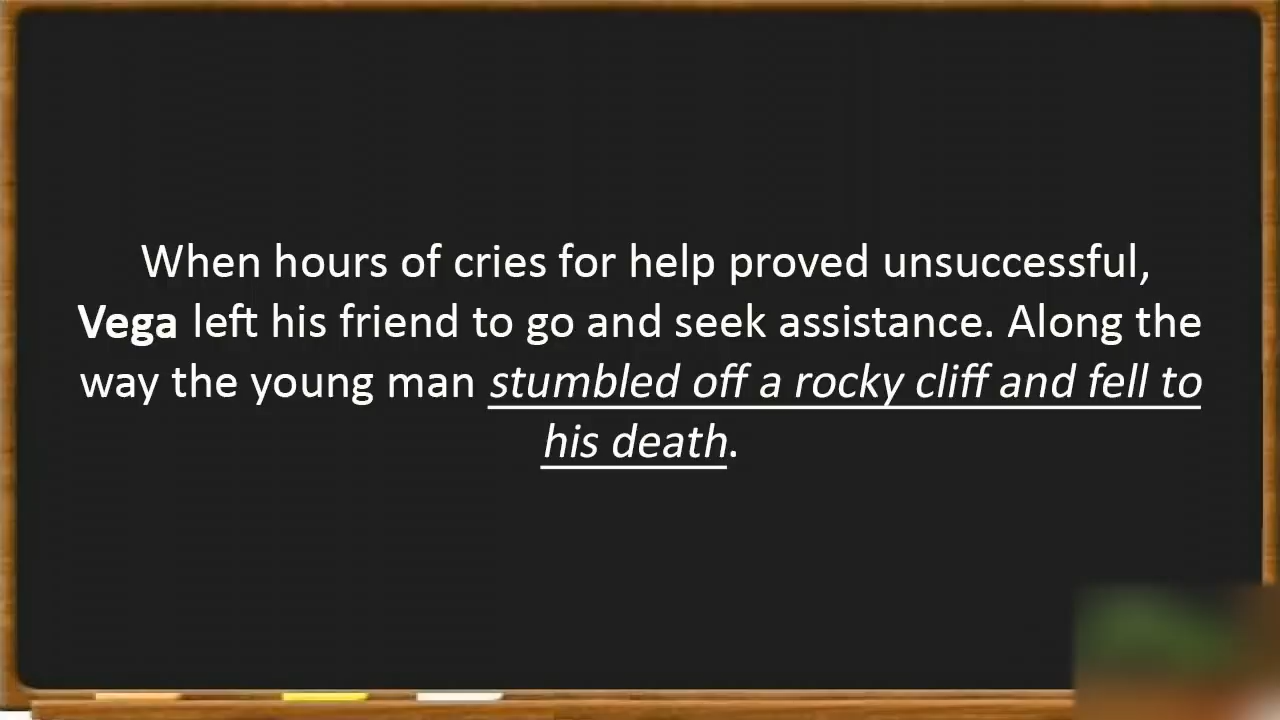 When hours of cries for help proved unsuccessful,
Vega left his friend to go and seek assistance. Along the
way the young man stumbled off a rocky cliff and fell to
his death.